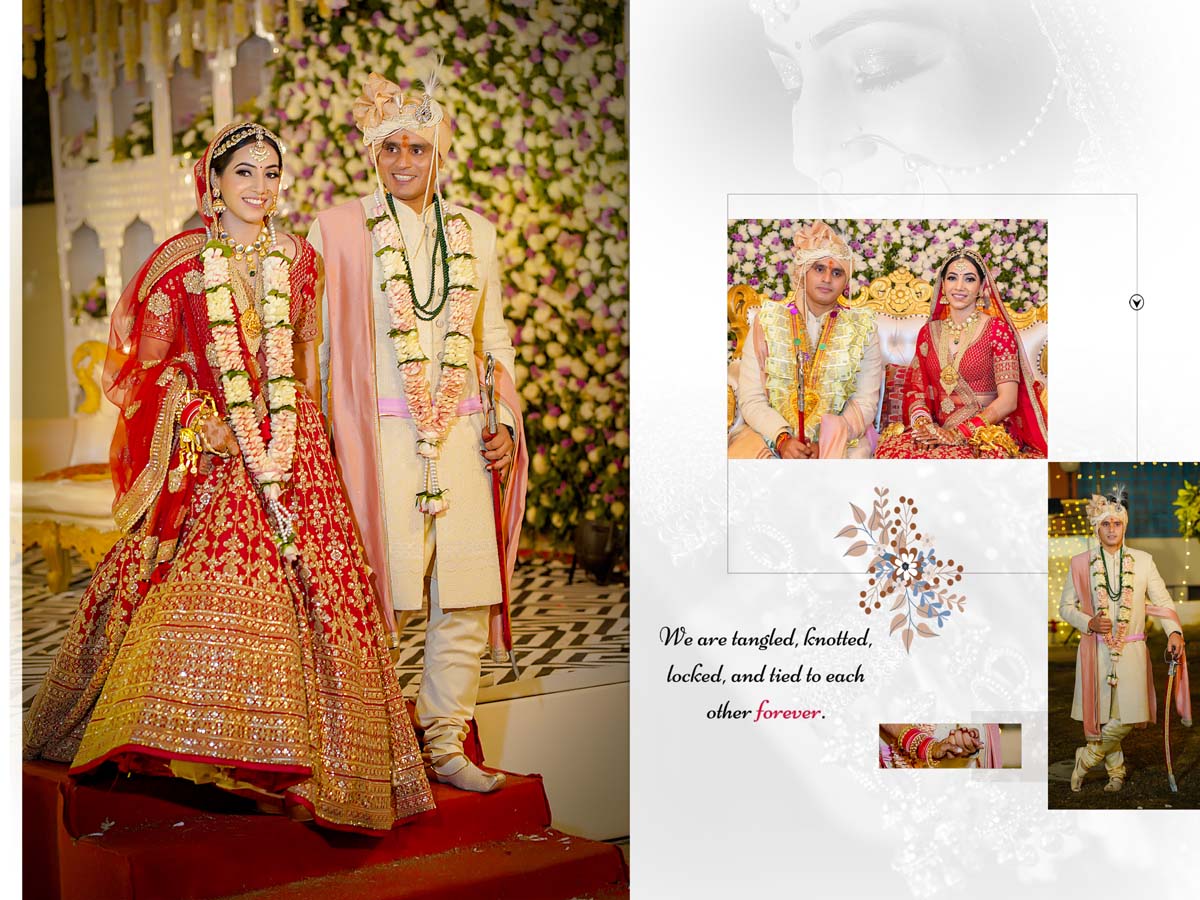 We are tangled, knotted,
locked, and tied to each
other forever.